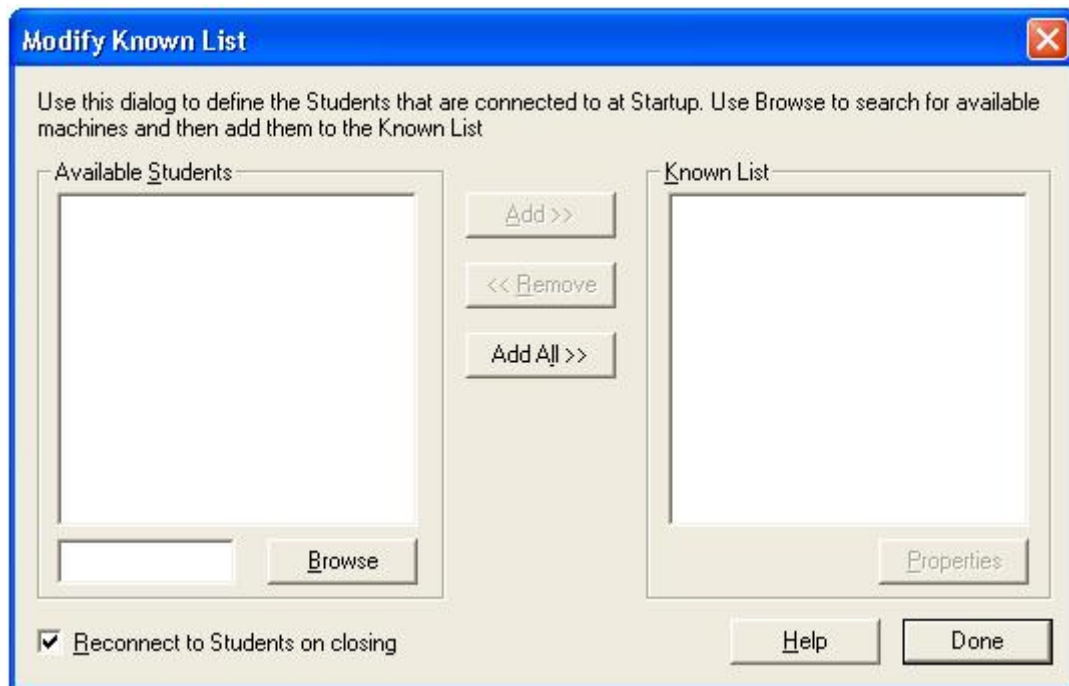 Modify Known List
Use this dialog to define the Students that are connected to at Startup. Use Browse to search for available
machines and then add them to the Known List
Available Students
Known List
Add >>
<< Remove
Add All >>
Browse
Properties
Reconnect to Students on closing
Help
Done